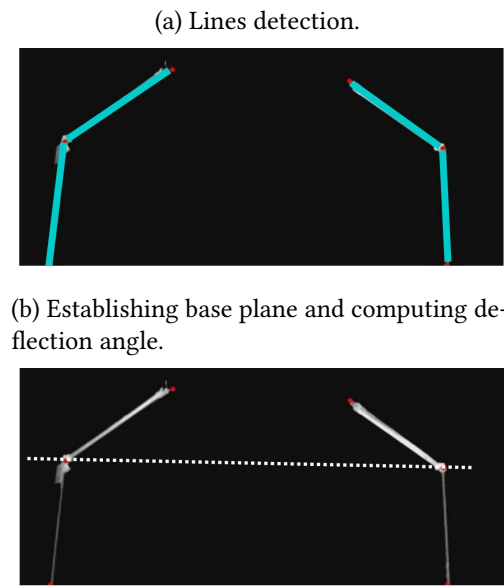 (a) Lines detection.
(b) Establishing base plane and computing de-
flection angle.